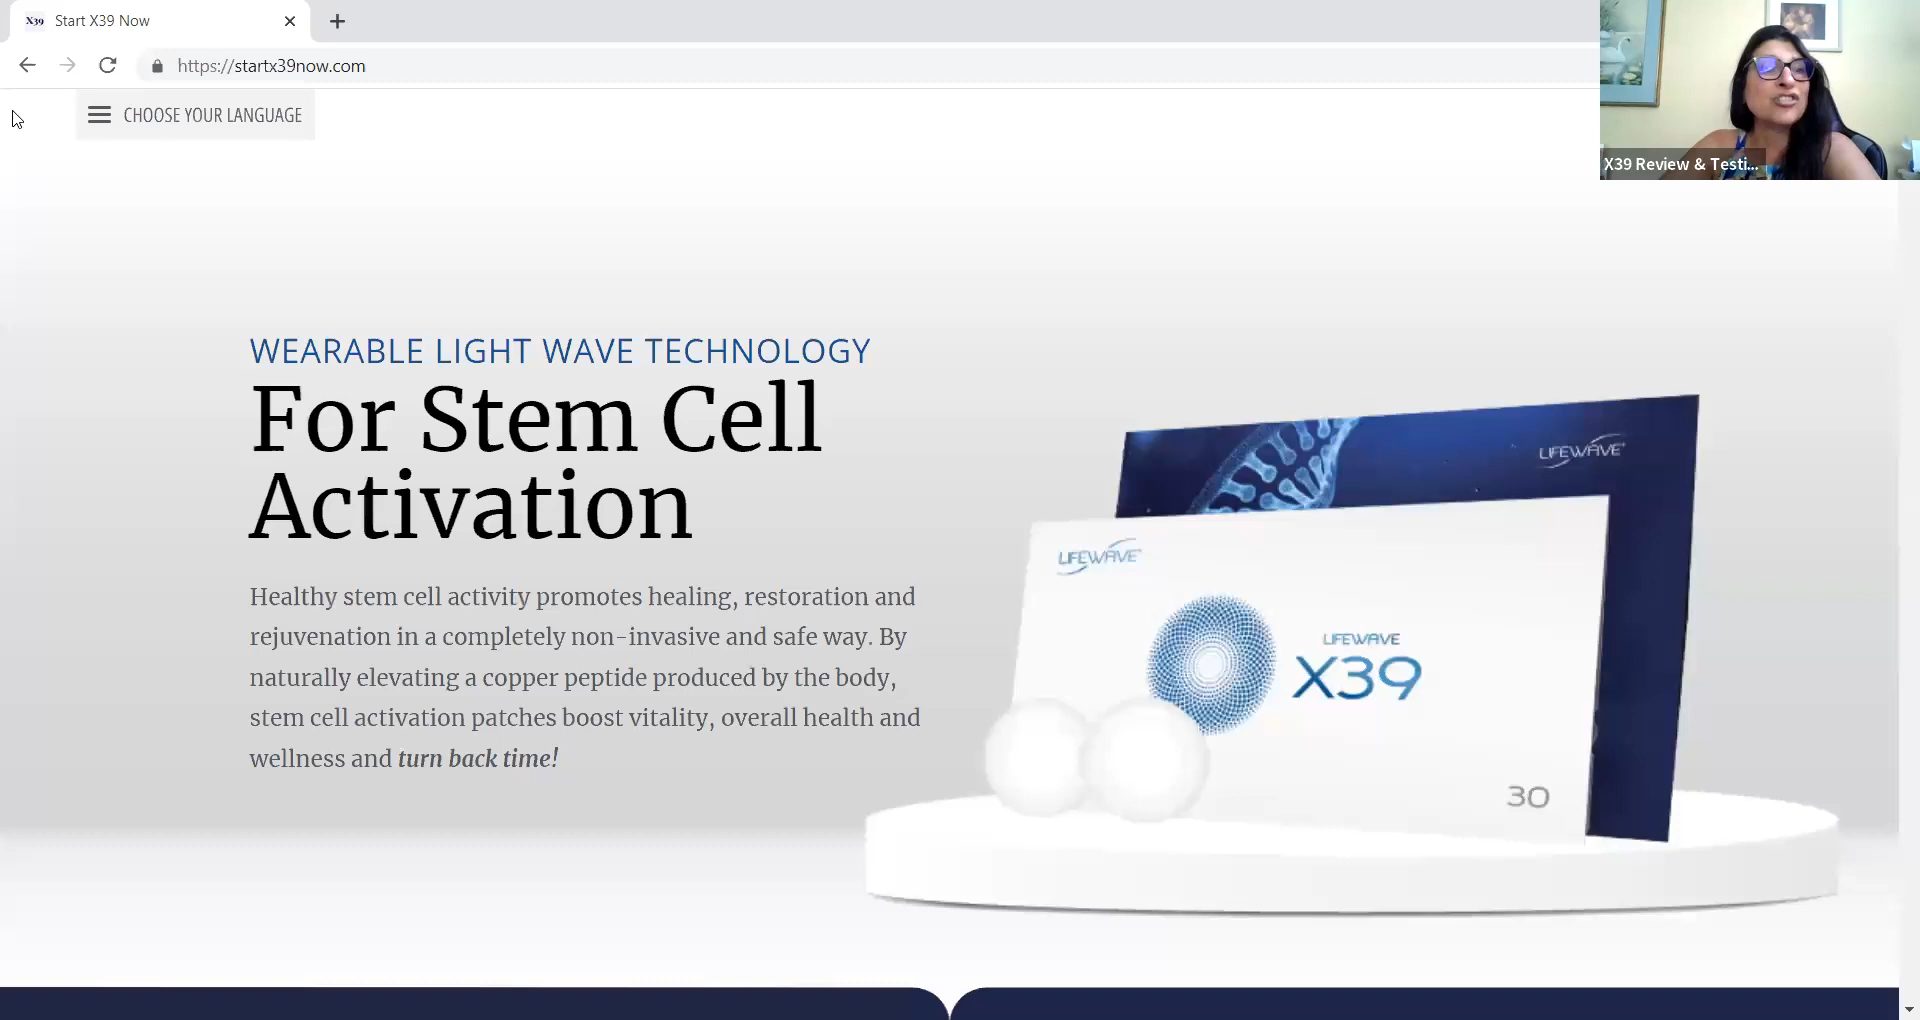 X39 Start X39 Now
https://startx39now.com
CHOOSE YOUR LANGUAGE
X39 Review & Testi...
WEARABLE LIGHT WAVE TECHNOLOGY
For Stem Cell
Activation
Healthy stem cell activity promotes healing, restoration and
rejuvenation in a completely non-invasive and safe way. By
naturally elevating a copper peptide produced by the body,
stem cell activation patches boost vitality, overall health and
wellness and turn back time!
LIFEWAVE
LIFEWAVE
LIFEWAVE
X39
30